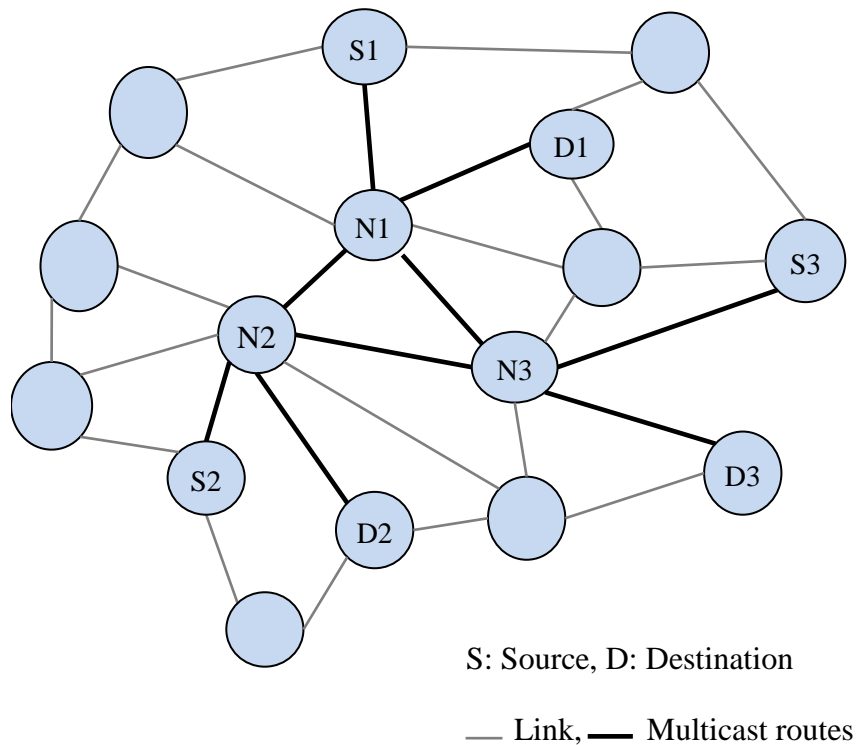 S1
D1
N1
S3
N2
N3
S2
D3
D2
S: Source, D: Destination
Link, Multicast routes